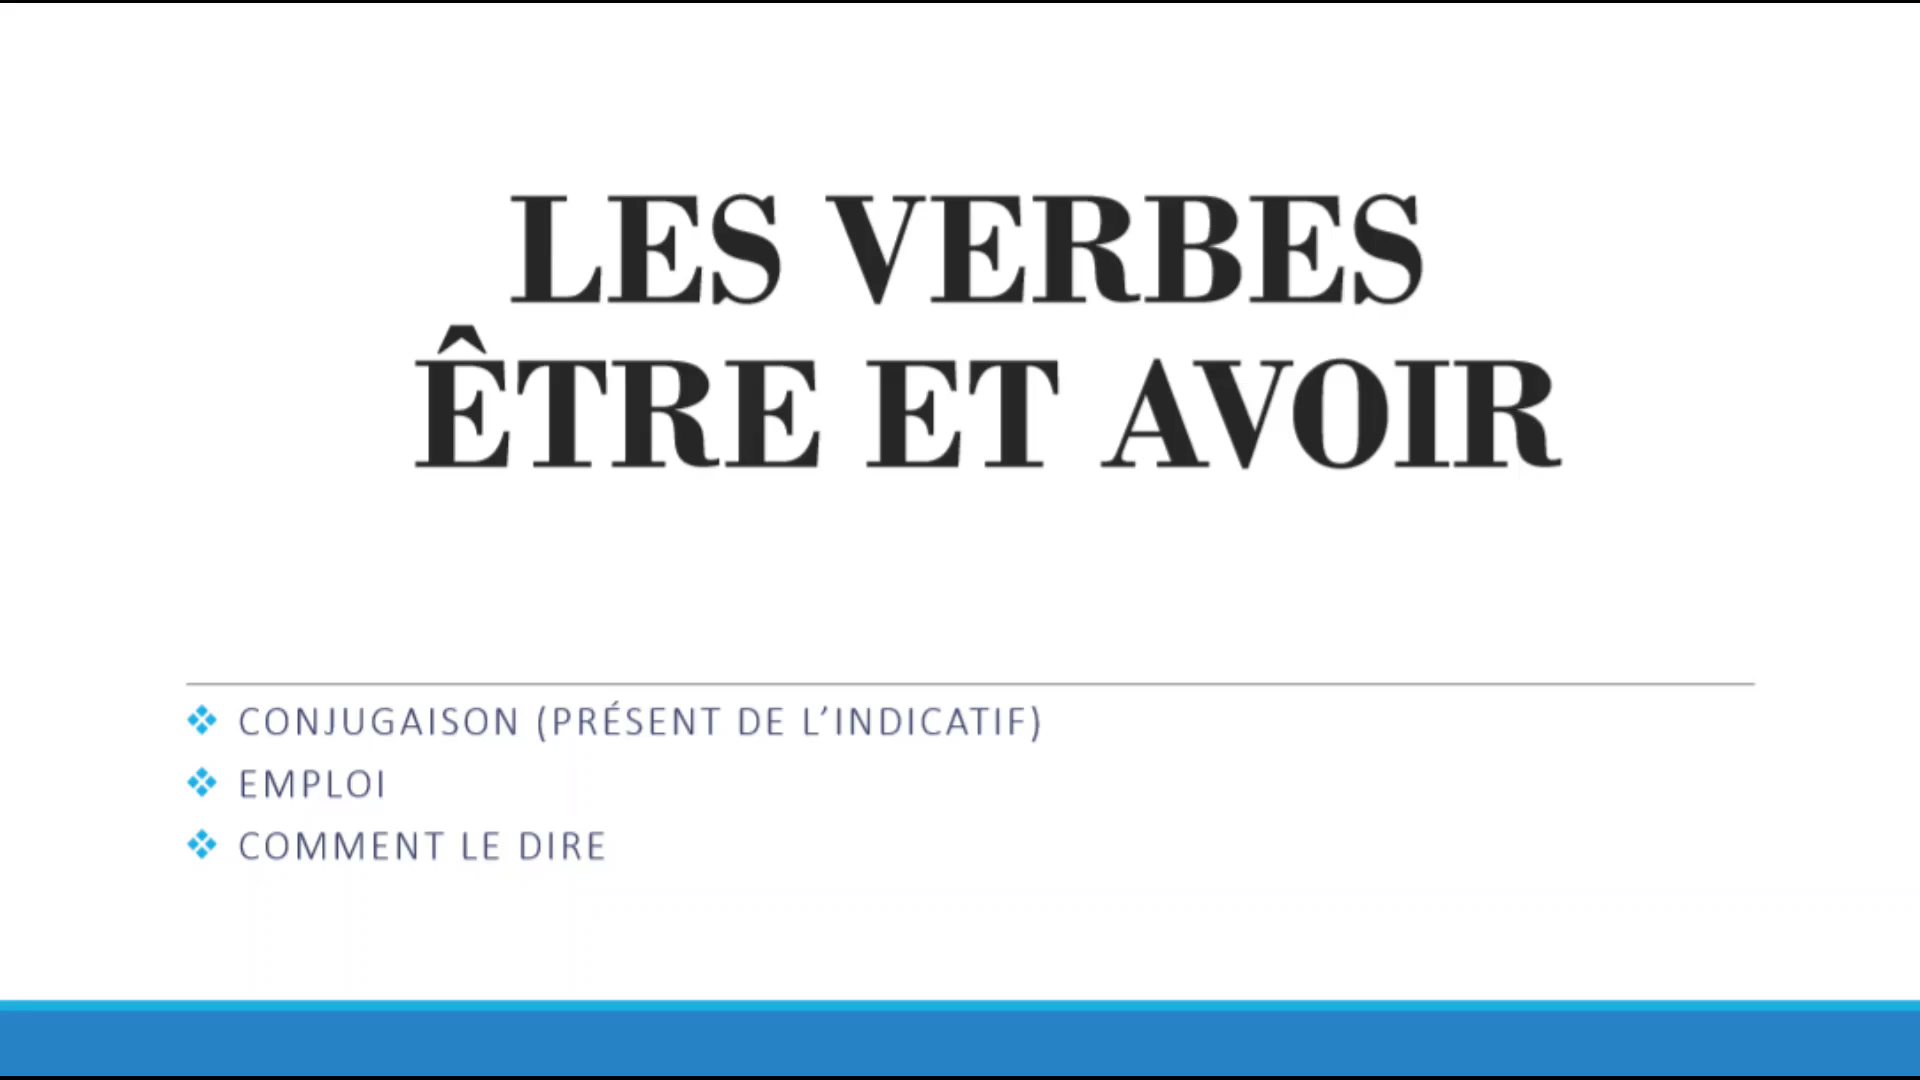 LES VERBES
ÊTRE ET AVOIR
CONJUGAISON (PRÉSENT DE L’INDICATIF)
EMPLOI
COMMENT LE DIRE